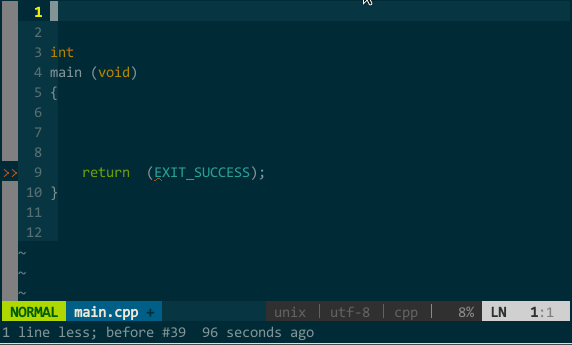 1
2
3 int
4 main (void)
5 {
6
7
8
>> 9     return  (EXIT_SUCCESS);
10 }
11
12
~
~
~
NORMAL main.cpp + unix | utf-8 | cpp | 8% LN 1:1
1 line less; before #39  96 seconds ago